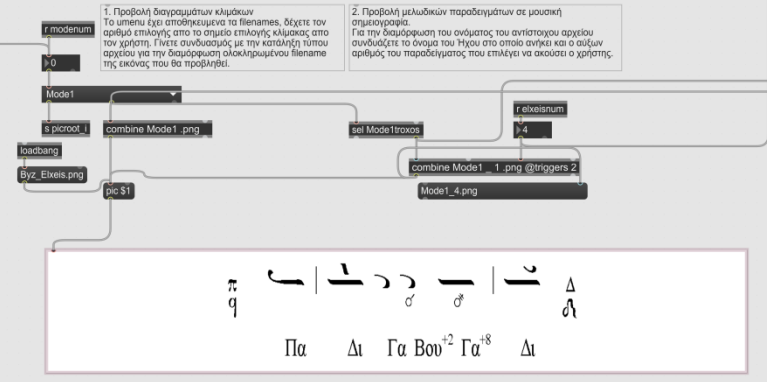 r modenum
1. Προβολή διαγραμμάτων κλιμάκων
Το umenu έχει αποθηκευμενα τα filenames, δέχετε τον
αριθμό επιλογής απο το σημείο επιλογής κλίμακας απο
τον χρήστη. Γίνετε συνδυασμός με την κατάληξη τύπου
αρχείου για την διαμόρφωση ολοκληρωμένου filename
της εικόνας που θα προβληθεί.
2. Προβολή μελωδικών παραδειγμάτων σε μουσική
σημειογραφία.
Για την διαμόρφωση του ονόματος του αντίστοιχου αρχείου
συνδυάζετε το όνομα του Ήχου στο οποίο ανήκει και ο αύξων
αριθμός του παραδείγματος που επιλέγει να ακούσει ο χρήστης.
0
Mode1
r elxeisnum
s picroot_i
combine Mode1 .png
sel Mode1troxos
4
loadbang
combine Mode1 _ 1 .png @triggers 2
Byz_Elxeis.png
pic $1
Mode1_4.png
π
q
Δ
Πα Δι Γα Βου+2 Γα+8 Δι